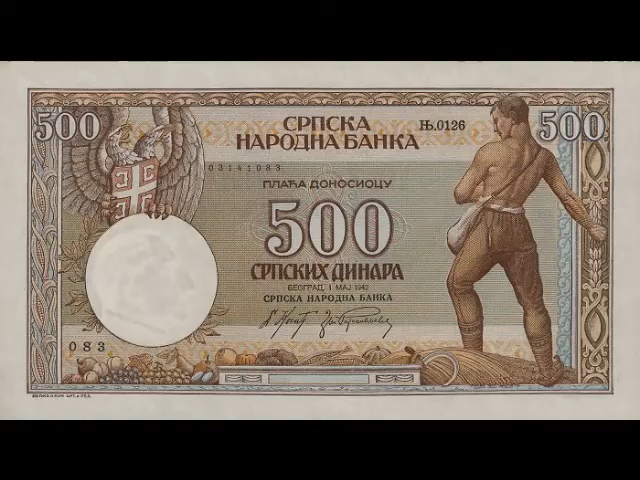 500
500
СРПСКА
НАРОДНА БАНКА
Њ.0126
03141083
ПЛАЋА ДОНОСИОЦУ
500
СРПСКИХ ДИНАРА
БЕОГРАД, 1 МАЈ 1942
СРПСКА НАРОДНА БАНКА
083